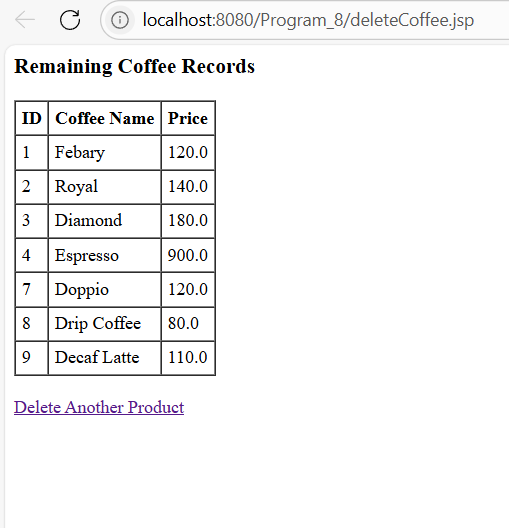 localhost:8080/Program_8/deleteCoffee.jsp
Remaining Coffee Records
ID Coffee Name Price
1 Febary 120.0
2 Royal 140.0
3 Diamond 180.0
4 Espresso 900.0
7 Doppio 120.0
8 Drip Coffee 80.0
9 Decaf Latte 110.0
Delete Another Product